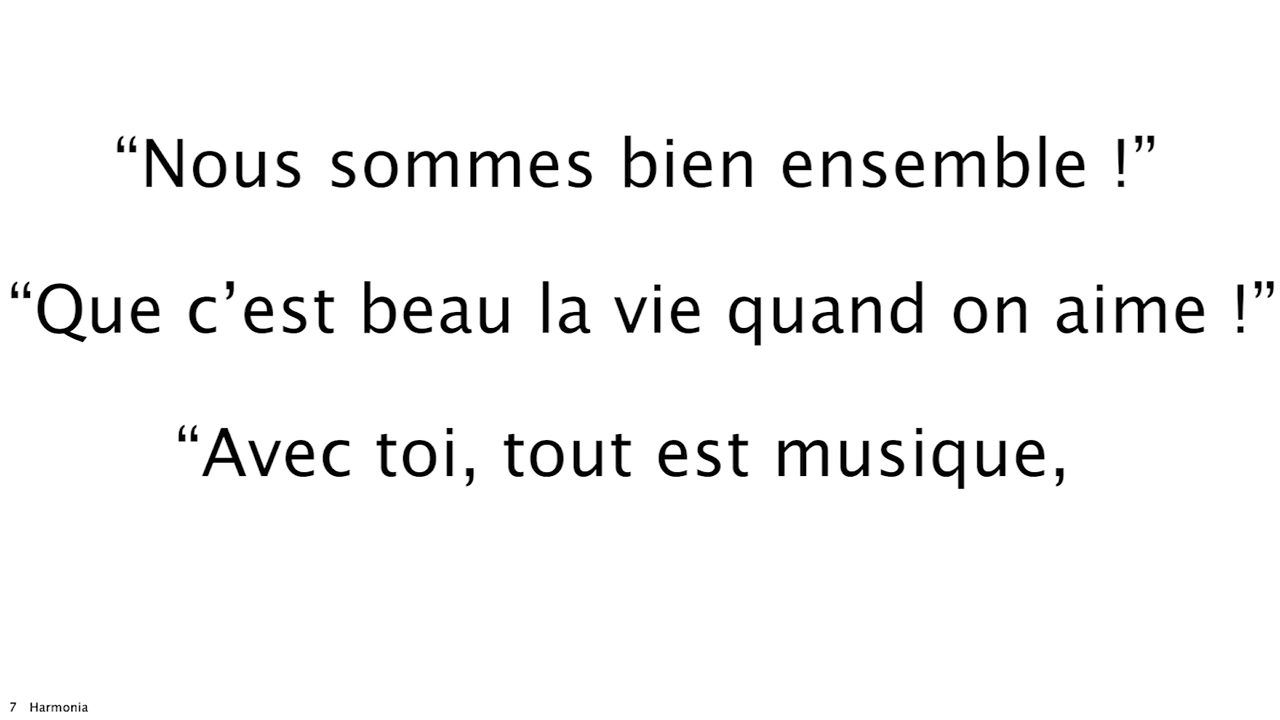 “Nous sommes bien ensemble !”
“Que c’est beau la vie quand on aime !”
“Avec toi, tout est musique,
7 Harmonia